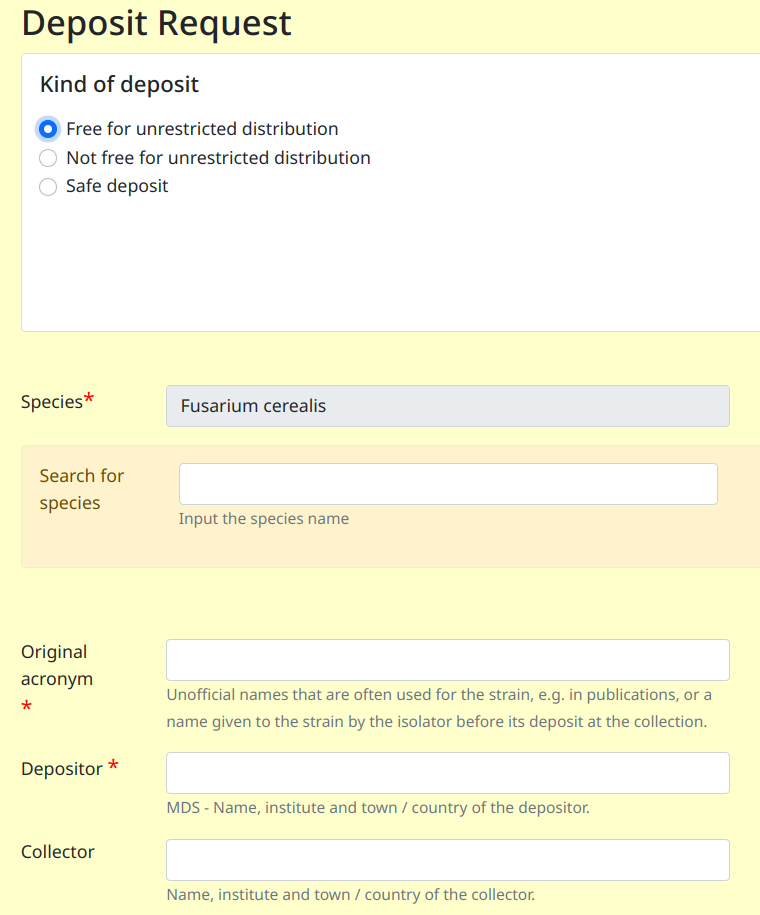 Deposit Request
Kind of deposit
Free for unrestricted distribution
Not free for unrestricted distribution
Safe deposit
Species*
Fusarium cerealis
Search for
species
Input the species name
Original
acronym
*
Unofficial names that are often used for the strain, e.g. in publications, or a
name given to the strain by the isolator before its deposit at the collection.
Depositor *
MDS - Name, institute and town / country of the depositor.
Collector
Name, institute and town / country of the collector.